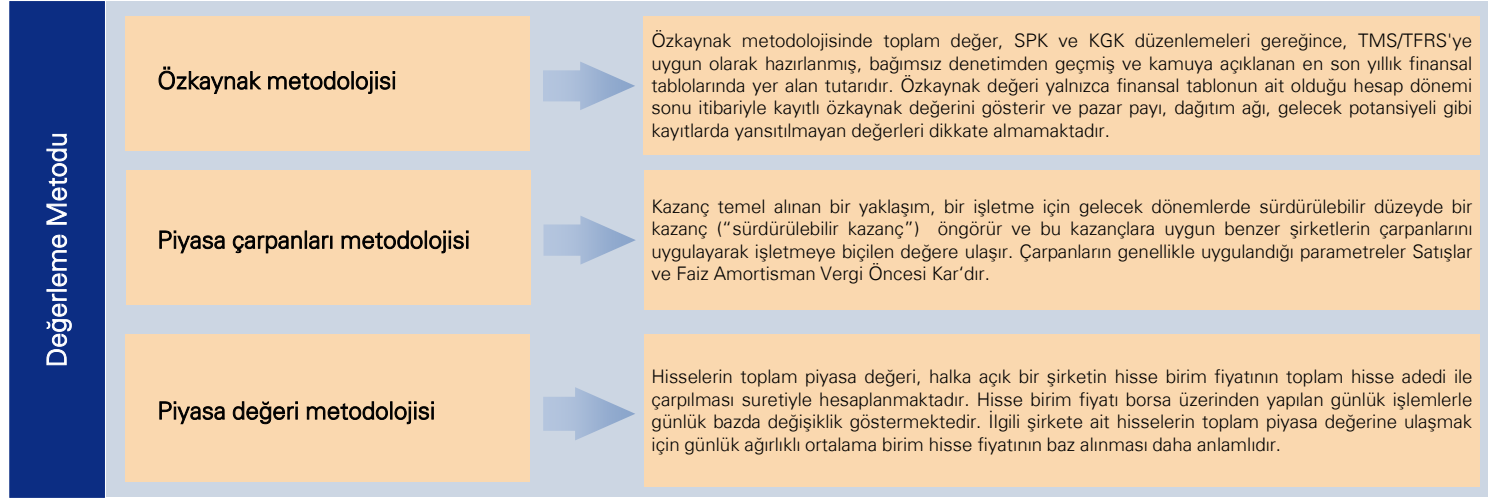 Değerleme Metodu
Özkaynak metodolojisi
Özkaynak metodolojisinde toplam değer, SPK ve KGK düzenlemeleri gereğince, TMS/TFRS'ye
uygun olarak hazırlanmış, bağımsız denetimden geçmiş ve kamuya açıklanan en son yıllık finansal
tablolarında yer alan tutarıdır. Özkaynak değeri yalnızca finansal tablonun ait olduğu hesap dönemi
sonu itibariyle kayıtlı özkaynak değerini gösterir ve pazar payı, dağıtım ağı, gelecek potansiyeli gibi
kayıtlarda yansıtılmayan değerleri dikkate almamaktadır.
Piyasa çarpanları metodolojisi
Kazanç temel alınan bir yaklaşım, bir işletme için gelecek dönemlerde sürdürülebilir düzeyde bir
kazanç (“sürdürülebilir kazanç”) öngörür ve bu kazançlara uygun benzer şirketlerin çarpanlarını
uygulayarak işletmeye biçilen değere ulaşır. Çarpanların genellikle uygulandığı parametreler Satışlar
ve Faiz Amortisman Vergi Öncesi Kar‘dır.
Piyasa değeri metodolojisi
Hisselerin toplam piyasa değeri, halka açık bir şirketin hisse birim fiyatının toplam hisse adedi ile
çarpılması suretiyle hesaplanmaktadır. Hisse birim fiyatı borsa üzerinden yapılan günlük işlemlerle
günlük bazda değişiklik göstermektedir. İlgili şirkete ait hisselerin toplam piyasa değerine ulaşmak
için günlük ağırlıklı ortalama birim hisse fiyatının baz alınması daha anlamlıdır.